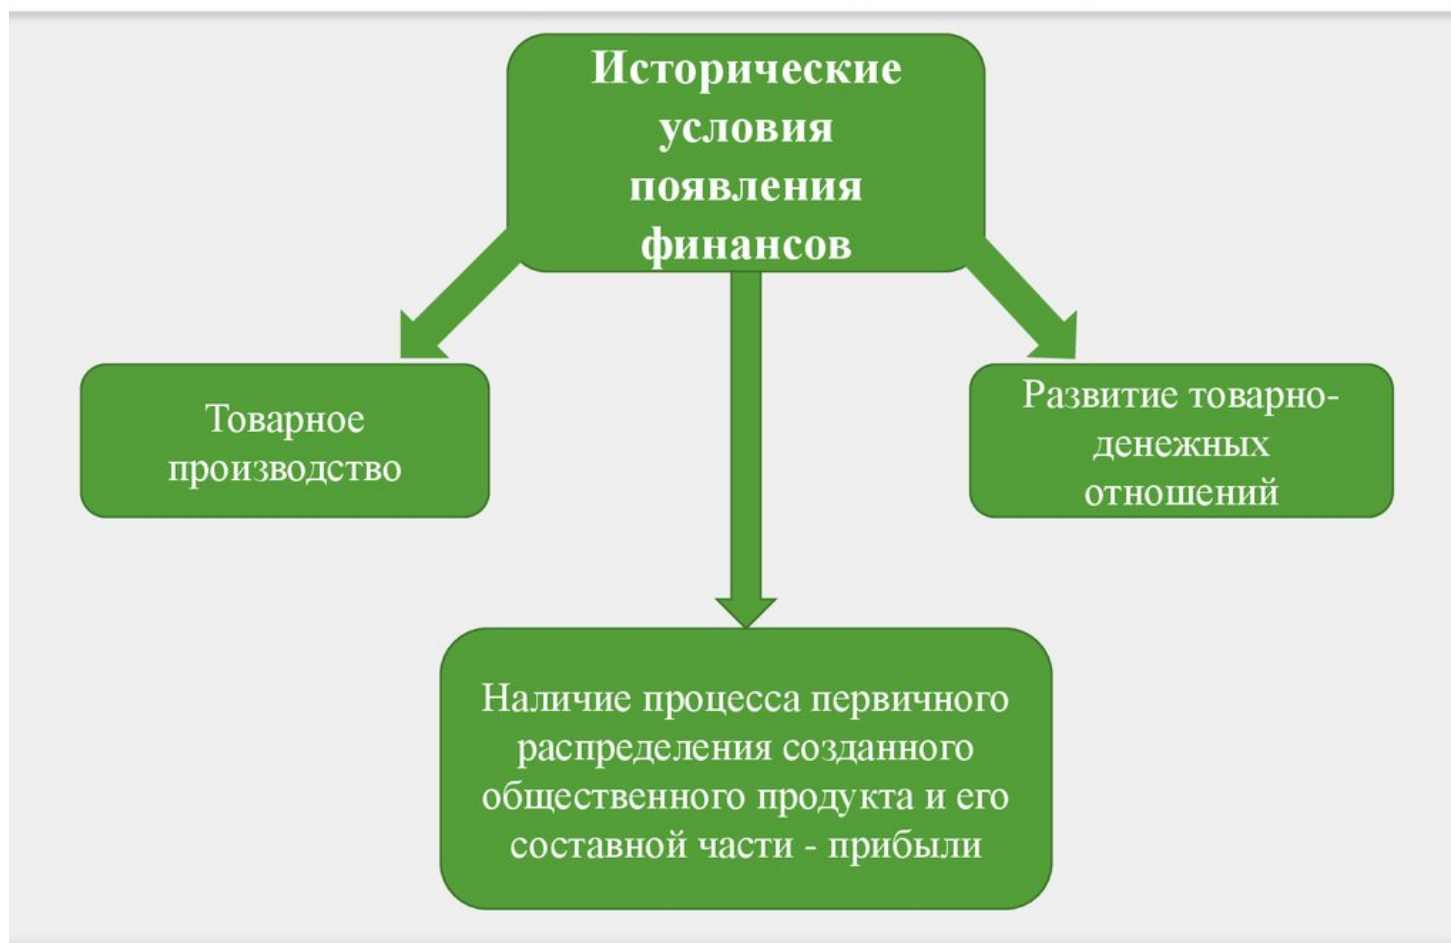 Исторические
условия
появления
финансов
Товарное
производство
Развитие товарно-
денежных
отношений
Наличие процесса первичного
распределения созданного
общественного продукта и его
составной части - прибыли